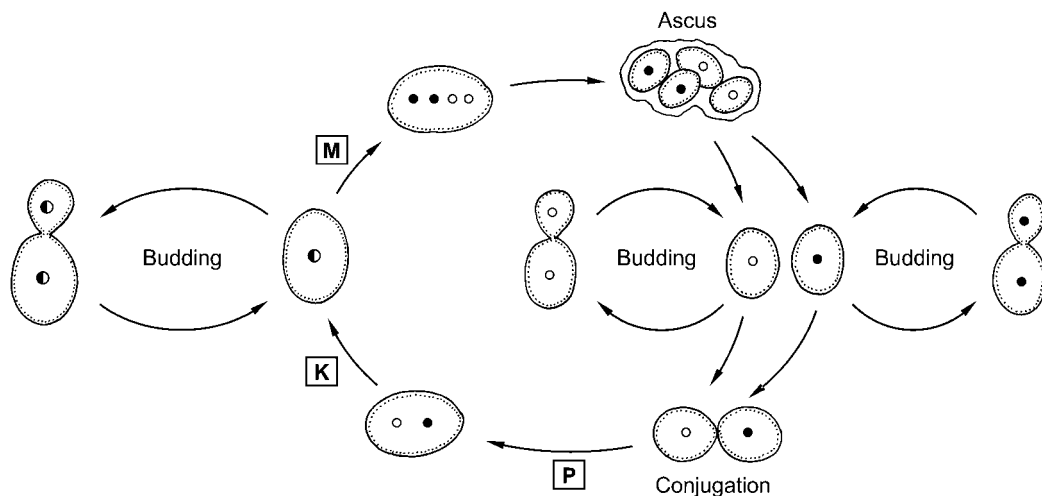 Ascus
M
Budding
Budding
Budding
K
P
Conjugation